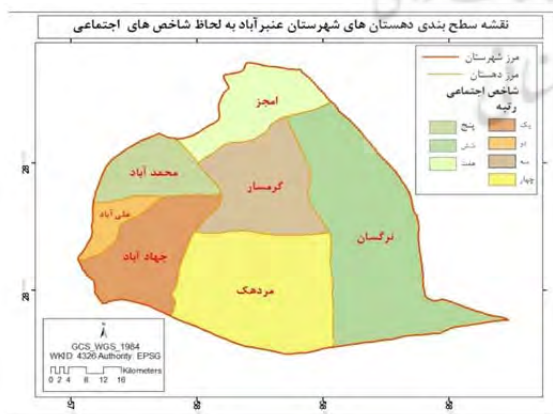 نقشه سطح بندی دهستان های شهرستان عنبرآباد به لحاظ شاخص های اجتماعی
مرز شهرستان
مرز دهستان
شاخص اجتماعی
رتبه
یک
دو
سه
چهار
پنج
شش
هفت
امجز
محمد آباد
گرمسار
نرگسان
علی آباد
جهاد آباد
مردهک
28
28
GCS_WGS_1984
WKID 4326 Authority: EPSG
Kilometers
0 2 4 8 12 16